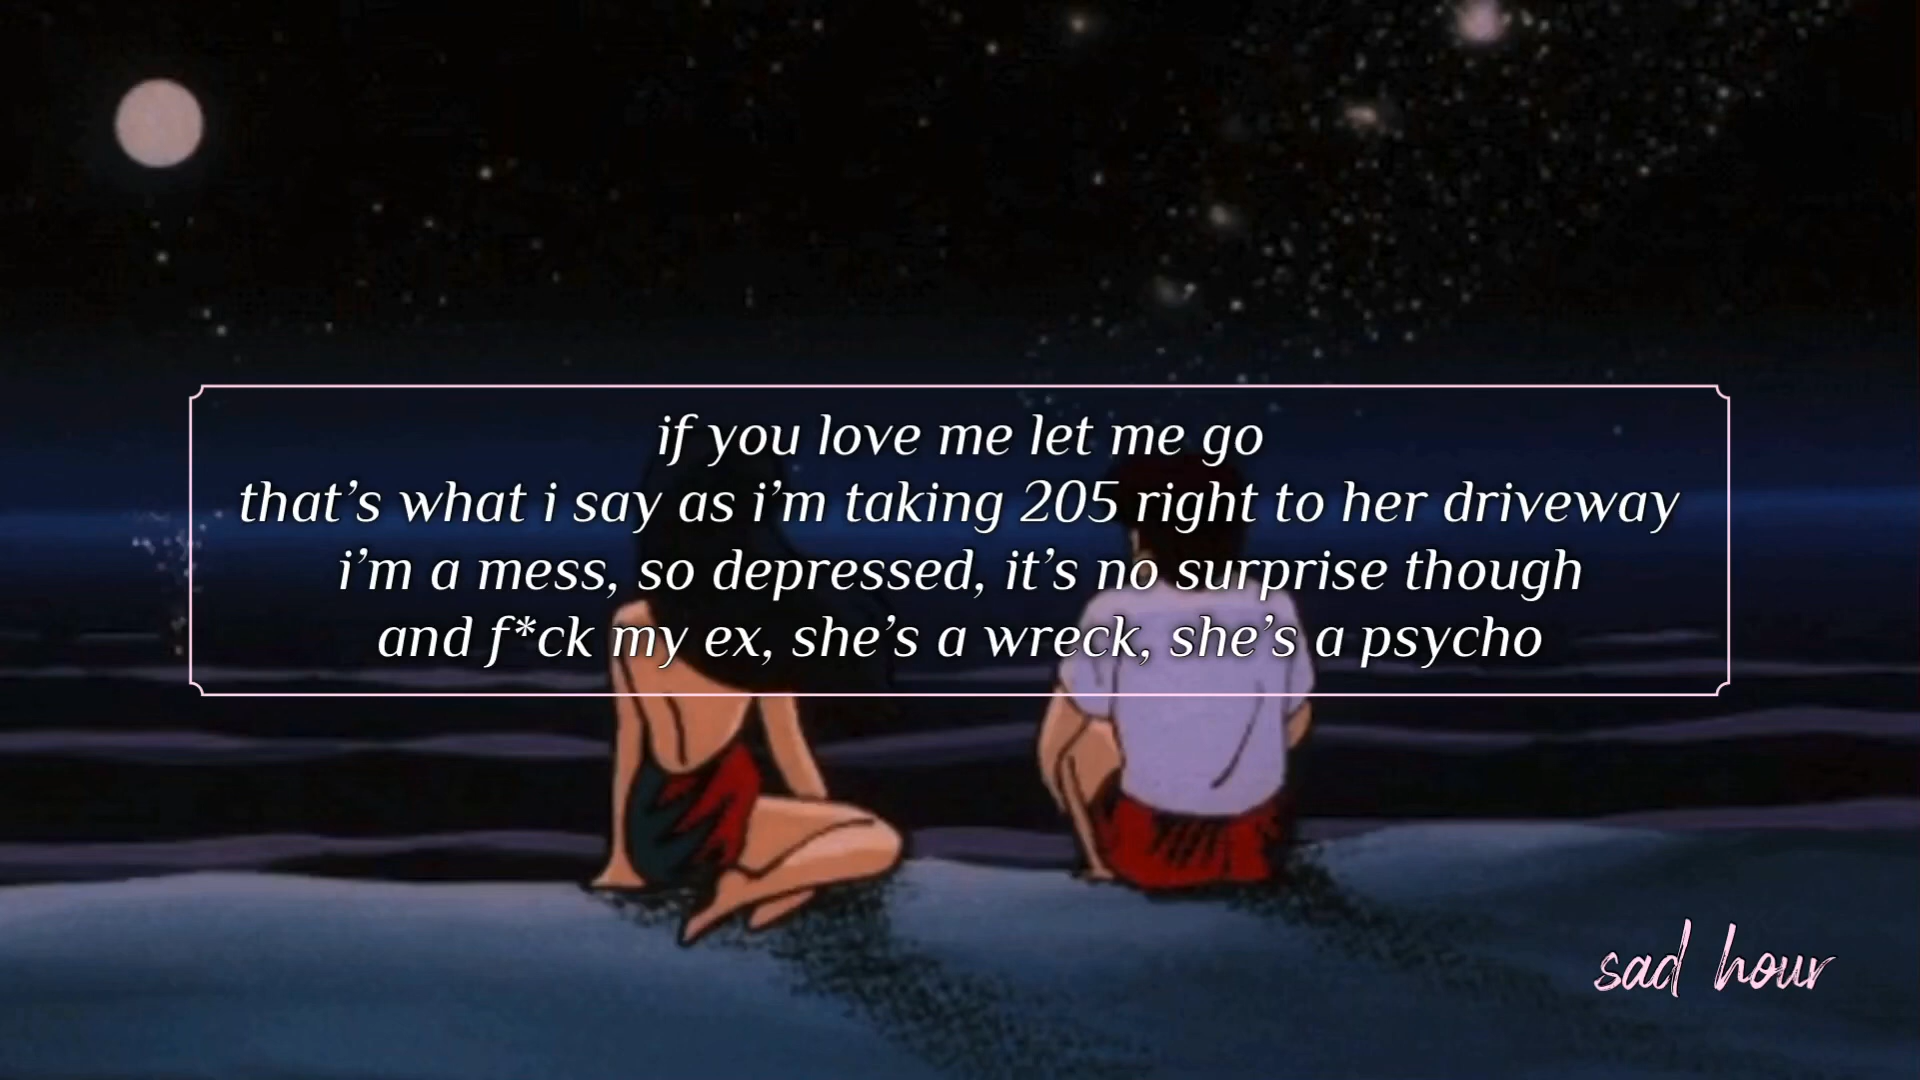 if you love me let me go
that’s what i say as i’m taking 205 right to her driveway
i’m a mess, so depressed, it’s no surprise though
and f*ck my ex, she’s a wreck, she’s a psycho
sad hour